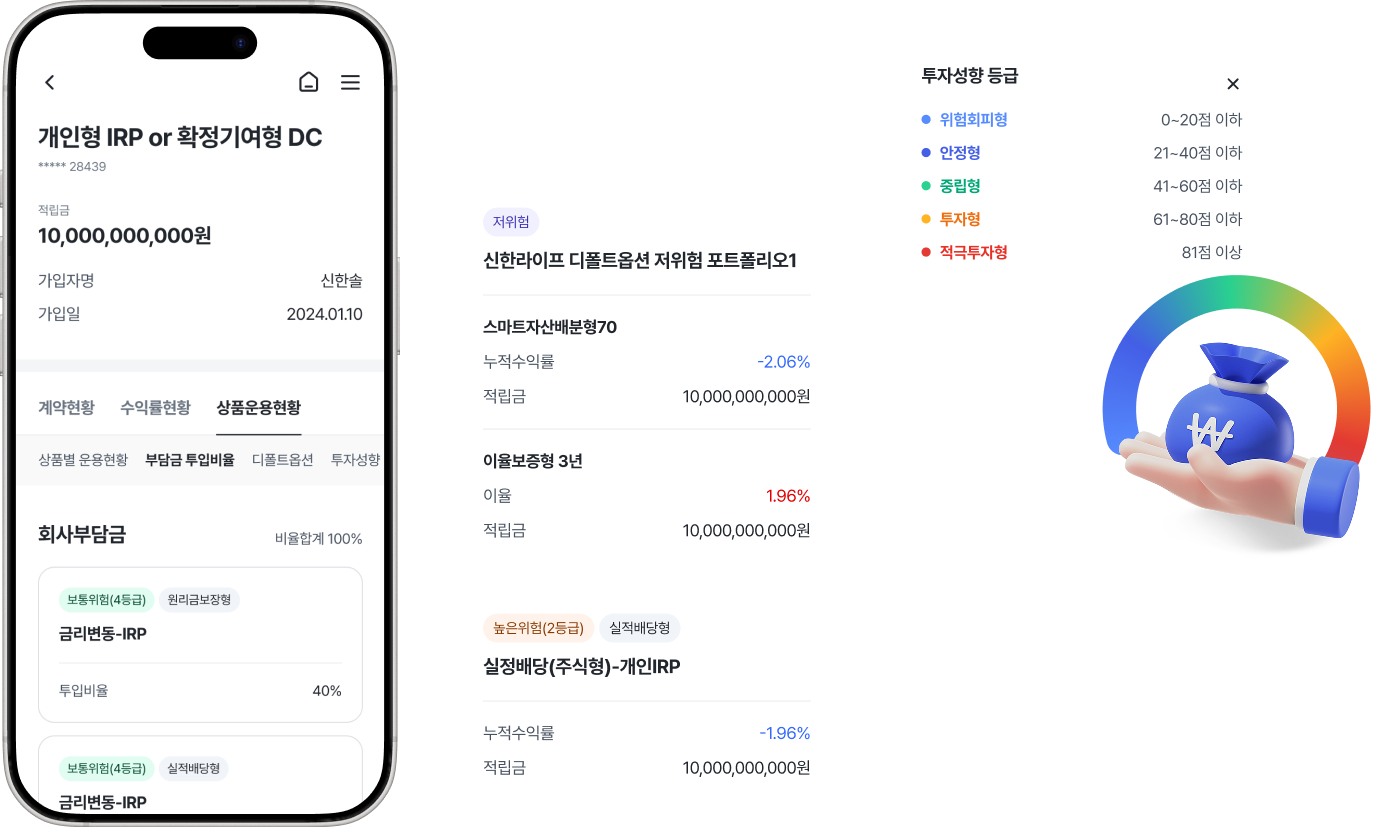 개인형 IRP or 확정기여형 DC
***** 28439
적립금
10,000,000,000원
가입자명 신한솔
가입일 2024.01.10
계약현황 수익률현황 상품운용현황
상품별 운용현황 부담금 투입비율 디폴트옵션 투자성향
회사부담금 비율합계 100%
보통위험(4등급) 원리금보장형
금리변동-IRP
투입비율 40%
보통위험(4등급) 실적배당형
금리변동-IRP
저위험
신한라이프 디폴트옵션 저위험 포트폴리오1
스마트자산배분형70
누적수익률 -2.06%
적립금 10,000,000,000원
이율보증형 3년
이율 1.96%
적립금 10,000,000,000원
높은위험(2등급) 실적배당형
실정배당(주식형)-개인IRP
누적수익률 -1.96%
적립금 10,000,000,000원
투자성향 등급
위험회피형 0~20점 이하
안정형 21~40점 이하
중립형 41~60점 이하
투자형 61~80점 이하
적극투자형 81점 이상
₩